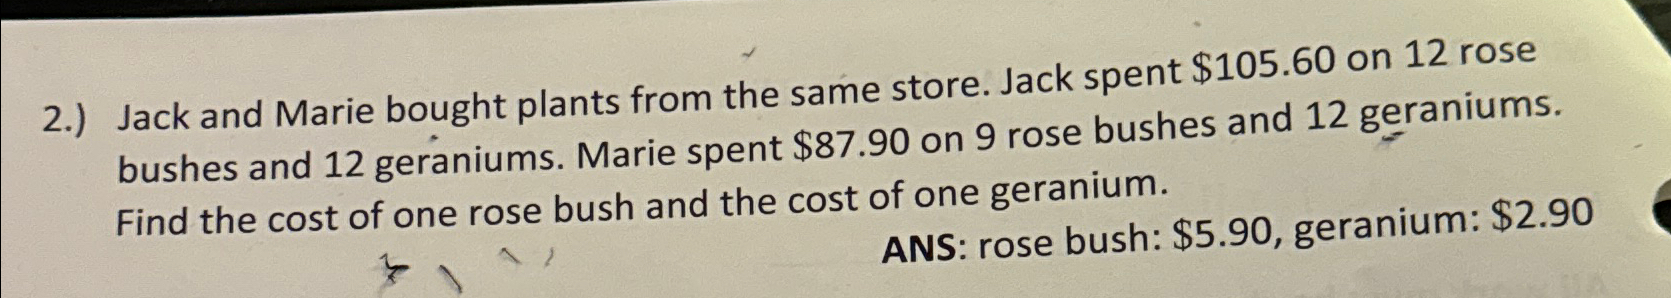 2.) Jack and Marie bought plants from the same store. Jack spent $105.60 on 12 rose
bushes and 12 geraniums. Marie spent $87.90 on 9 rose bushes and 12 geraniums.
Find the cost of one rose bush and the cost of one geranium.
ANS: rose bush: $5.90, geranium: $2.90